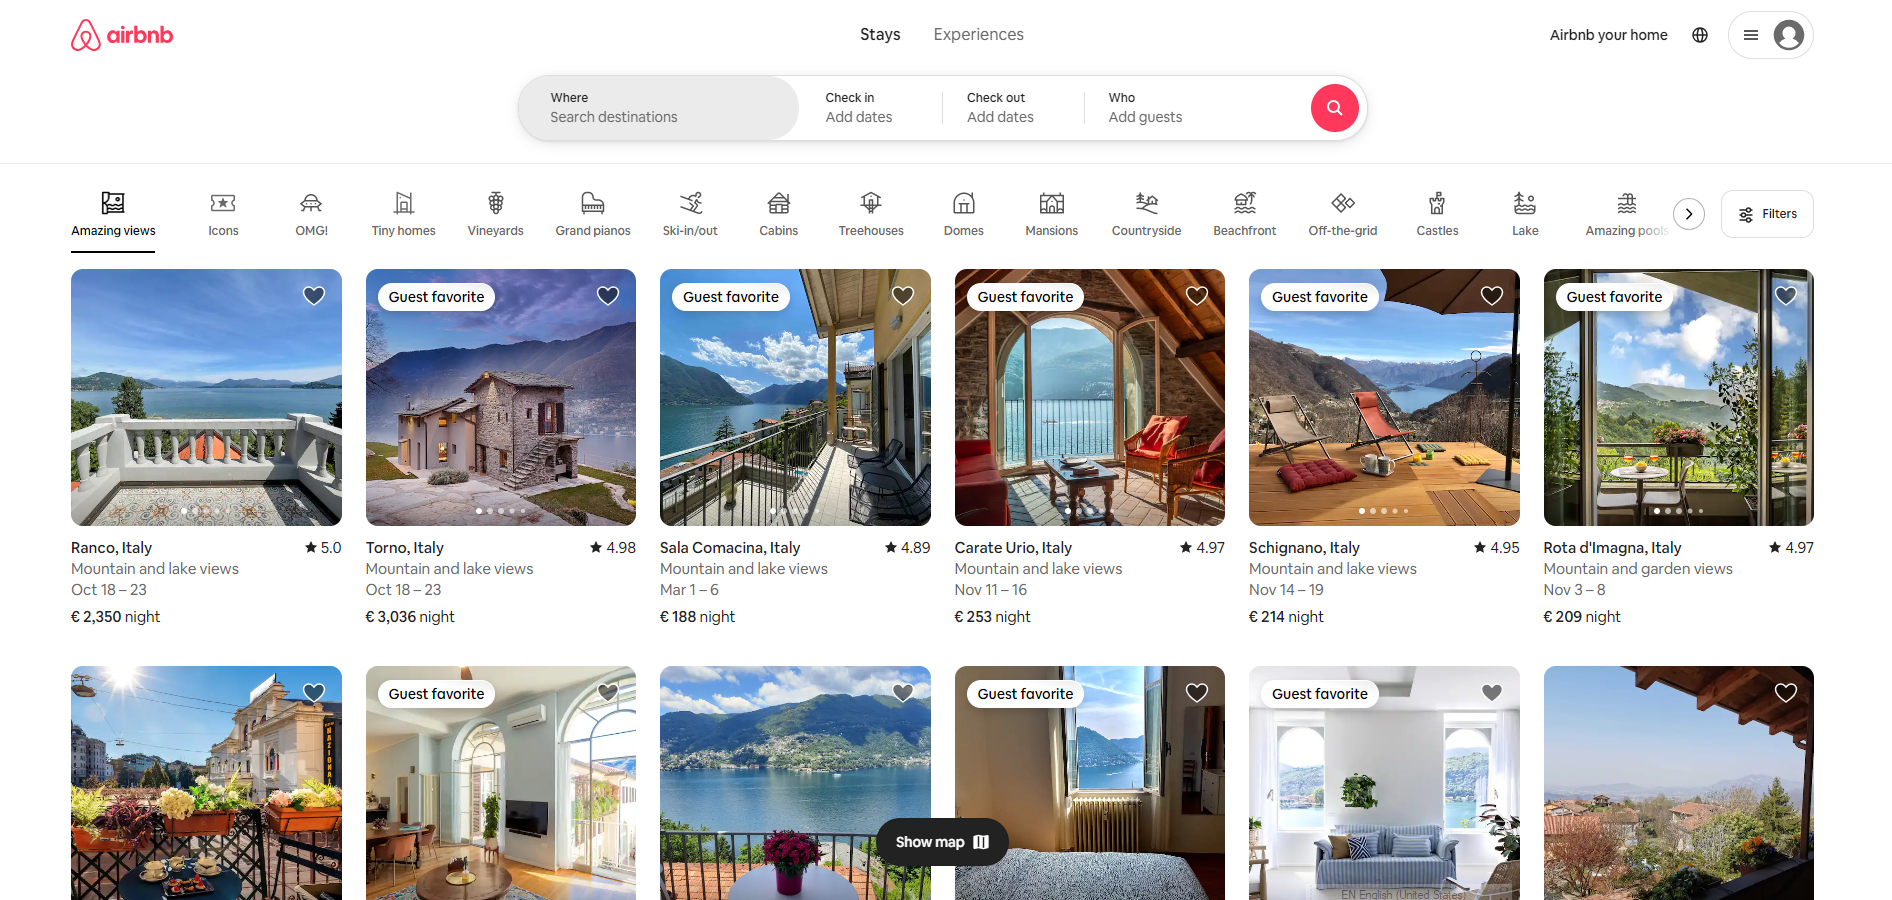 airbnb
Stays
Experiences
Airbnb your home
Where
Search destinations
Check in
Add dates
Check out
Add dates
Who
Add guests
Amazing views
Icons
OMG!
Tiny homes
Vineyards
Grand pianos
Ski-in/out
Cabins
Treehouses
Domes
Mansions
Countryside
Beachfront
Off-the-grid
Castles
Lake
Amazing pools
Filters
Guest favorite
Guest favorite
Guest favorite
Guest favorite
Guest favorite
Ranco, Italy
5.0
Mountain and lake views
Oct 18 – 23
€ 2,350 night
Torno, Italy
4.98
Mountain and lake views
Oct 18 – 23
€ 3,036 night
Sala Comacina, Italy
4.89
Mountain and lake views
Mar 1 – 6
€ 188 night
Carate Urio, Italy
4.97
Mountain and lake views
Nov 11 – 16
€ 253 night
Schignano, Italy
4.95
Mountain and lake views
Nov 14 – 19
€ 214 night
Rota d'Imagna, Italy
4.97
Mountain and garden views
Nov 3 – 8
€ 209 night
Guest favorite
Guest favorite
Guest favorite
Show map
EN English (United States)